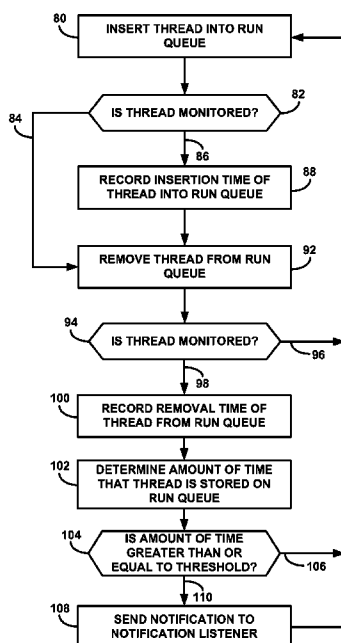 80
INSERT THREAD INTO RUN
QUEUE
82
IS THREAD MONITORED?
84
86
RECORD INSERTION TIME OF
THREAD INTO RUN QUEUE
88
92
REMOVE THREAD FROM RUN
QUEUE
94
IS THREAD MONITORED?
96
98
100
RECORD REMOVAL TIME OF
THREAD FROM RUN QUEUE
102
DETERMINE AMOUNT OF TIME
THAT THREAD IS STORED ON
RUN QUEUE
104
IS AMOUNT OF TIME
GREATER THAN OR
EQUAL TO THRESHOLD?
106
110
108
SEND NOTIFICATION TO
NOTIFICATION LISTENER